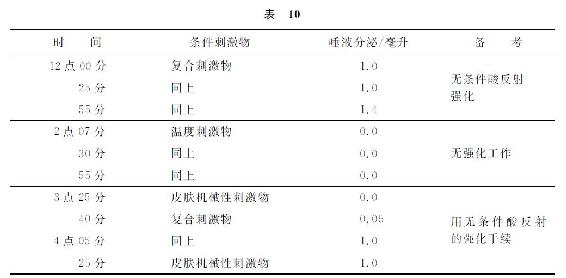 表 10
时 间 条件刺激物 唾液分泌/毫升 备 考
12点00分 复合刺激物 1.0
25分 同上 1.0
55分 同上 1.4
无条件酸反射
强化
2点07分 温度刺激物 0.0
30分 同上 0.0
55分 同上 0.0
无强化工作
3点25分 皮肤机械性刺激物 0.0
40分 复合刺激物 0.05
4点05分 同上 1.0
25分 皮肤机械性刺激物 1.0
用无条件酸反射
的强化手续